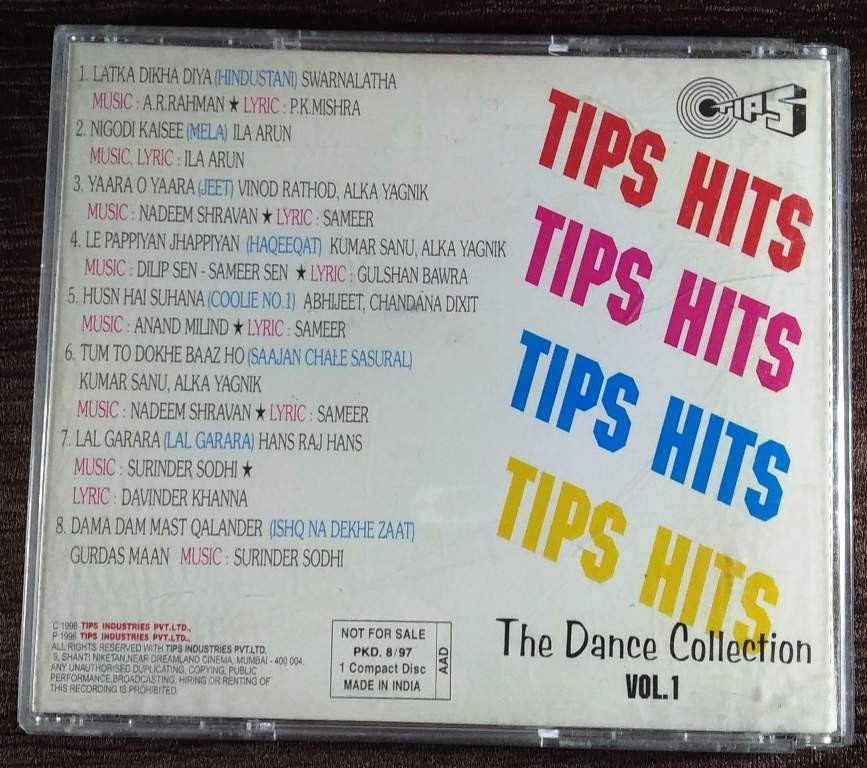 1. LATKA DIKHA DIYA (HINDUSTANI) SWARNALATHA
MUSIC : A.R.RAHMAN ★ LYRIC : P.K.MISHRA
2. NIGODI KAISEE (MELA) ILA ARUN
MUSIC, LYRIC : ILA ARUN
3. YAARA O YAARA (JEET) VINOD RATHOD, ALKA YAGNIK
MUSIC : NADEEM SHRAVAN ★ LYRIC : SAMEER
4. LE PAPPIYAN JHAPPIYAN (HAQEEQAT) KUMAR SANU, ALKA YAGNIK
MUSIC : DILIP SEN - SAMEER SEN ★ LYRIC : GULSHAN BAWRA
5. HUSN HAI SUHANA (COOLIE NO.1) ABHIJEET, CHANDANA DIXIT
MUSIC : ANAND MILIND ★ LYRIC : SAMEER
6. TUM TO DOKHE BAAZ HO (SAAJAN CHALE SASURAL)
KUMAR SANU, ALKA YAGNIK
MUSIC : NADEEM SHRAVAN ★ LYRIC : SAMEER
7. LAL GARARA (LAL GARARA) HANS RAJ HANS
MUSIC : SURINDER SODHI ★
LYRIC : DAVINDER KHANNA
8. DAMA DAM MAST QALANDER (ISHQ NA DEKHE ZAAT)
GURDAS MAAN MUSIC : SURINDER SODHI
TIPS
TIPS HITS
TIPS HITS
TIPS HITS
TIPS HITS
The Dance Collection
VOL.1
C 1996 TIPS INDUSTRIES PVT.LTD.,
P 1996 TIPS INDUSTRIES PVT.LTD.,
ALL RIGHTS RESERVED WITH TIPS INDUSTRIES PVT.LTD.
9, SHANTI NIKETAN,NEAR DREAMLAND CINEMA, MUMBAI - 400 004.
ANY UNAUTHORISED DUPLICATING, COPYING, PUBLIC
PERFORMANCE,BROADCASTING, HIRING OR RENTING OF
THIS RECORDING IS PROHIBITED.
NOT FOR SALE
PKD. 8/97
1 Compact Disc
MADE IN INDIA
AAD